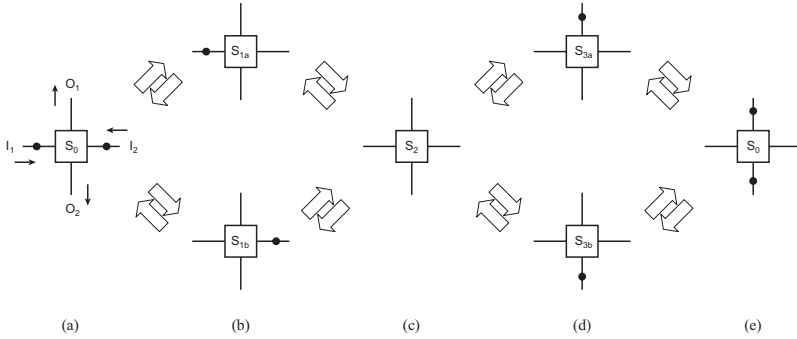 S1a
S3a
O1
I1
S0
I2
S2
S0
O2
S1b
S3b
(a)
(b)
(c)
(d)
(e)